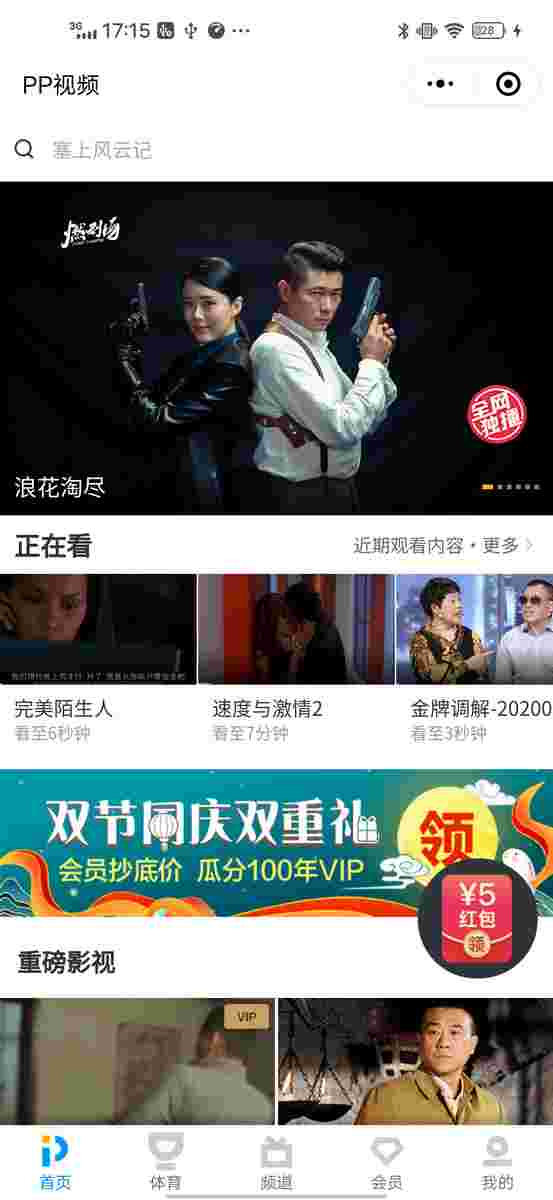 3G 17:15 28
PP视频
塞上风云记
燃剧场
全网
独播
浪花淘尽
正在看
近期观看内容·更多
完美陌生人
速度与激情2
金牌调解-20200
看至6秒钟
看至7分钟
看至3秒钟
双节同庆双重礼
领
会员抄底价 瓜分100年VIP
¥5
红包
领
重磅影视
VIP
首页
体育
频道
会员
我的